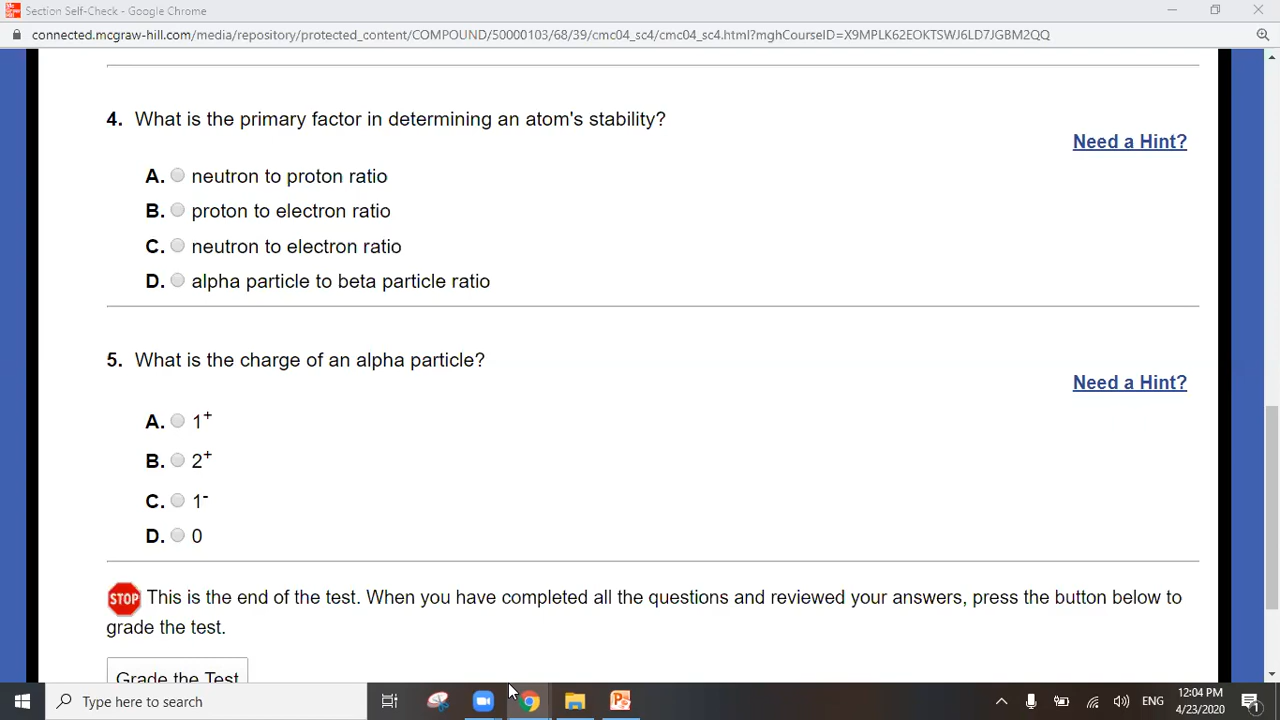 Section Self-Check - Google Chrome
connected.mcgraw-hill.com/media/repository/protected_content/COMPOUND/50000103/68/39/cmc04_sc4/cmc04_sc4.html?mghCourseID=X9MPLK62EOKTSWJ6LD7JGBM2QQ
4. What is the primary factor in determining an atom's stability?
Need a Hint?
A. neutron to proton ratio
B. proton to electron ratio
C. neutron to electron ratio
D. alpha particle to beta particle ratio
5. What is the charge of an alpha particle?
Need a Hint?
A. 1⁺
B. 2⁺
C. 1⁻
D. 0
STOP This is the end of the test. When you have completed all the questions and reviewed your answers, press the button below to
grade the test.
Grade the Test
Type here to search
ENG
12:04 PM
4/23/2020
1